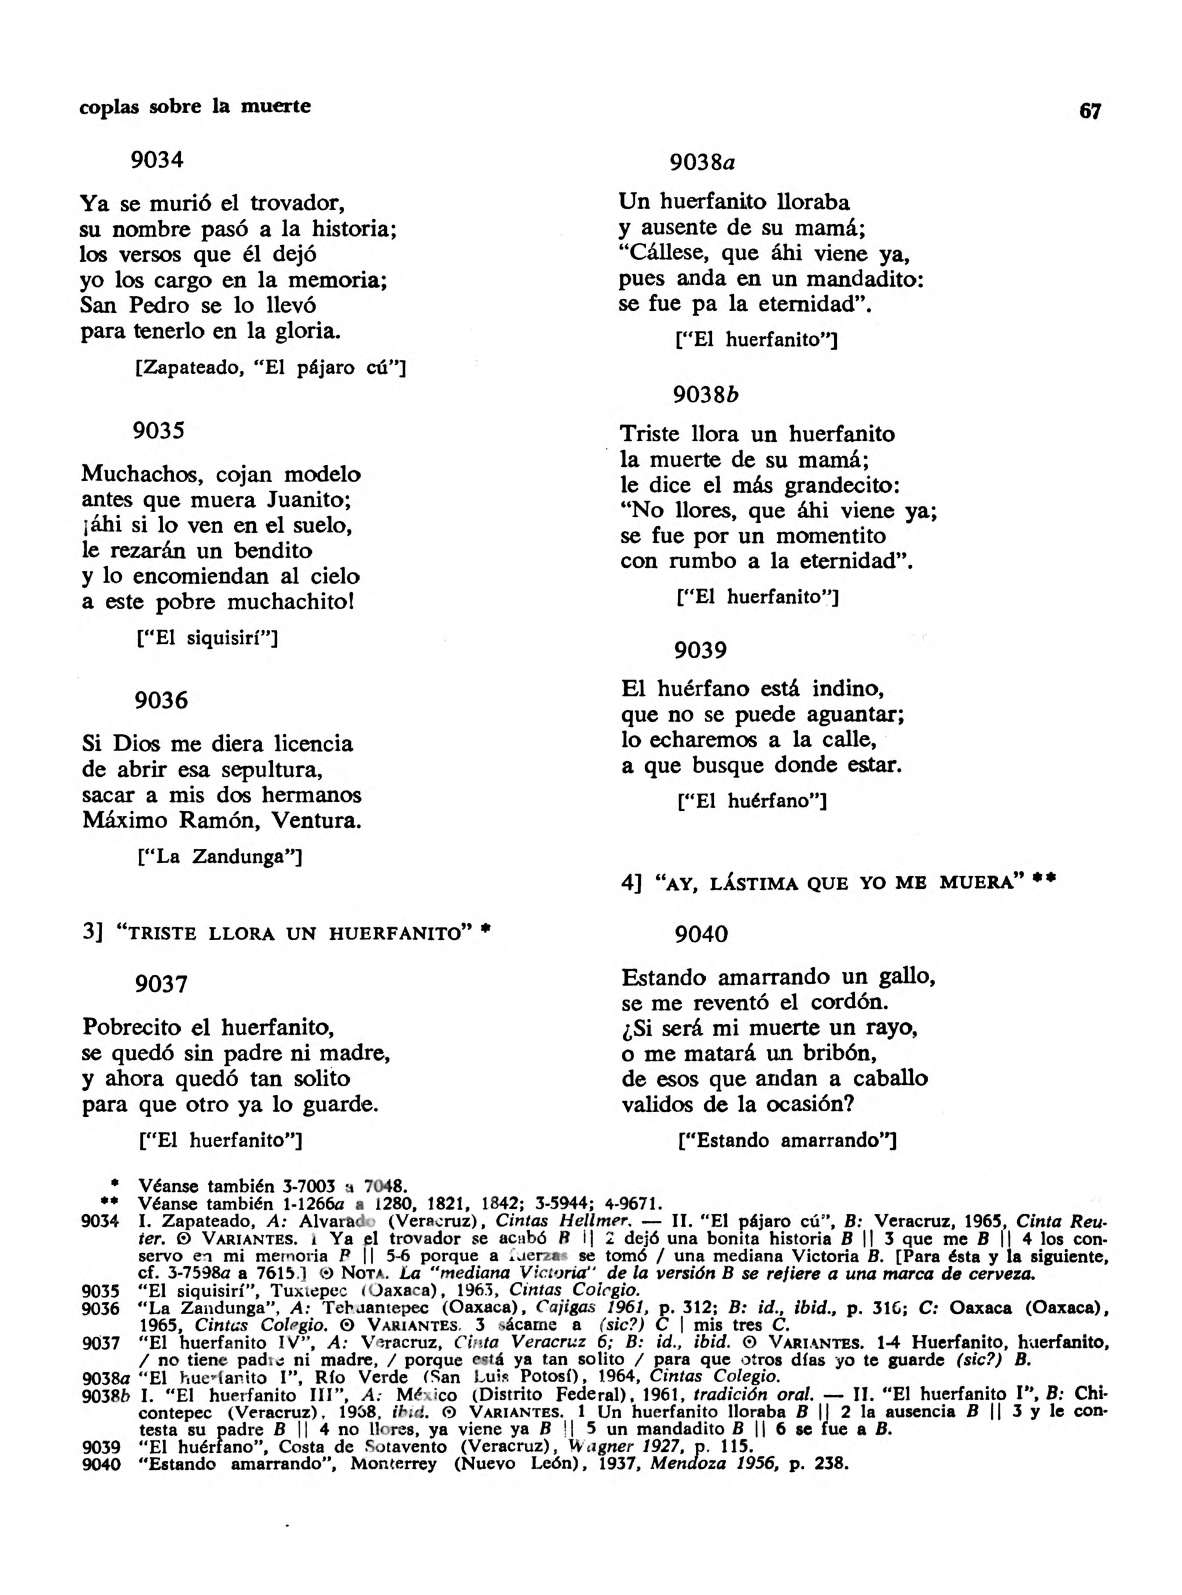 coplas sobre la muerte
67
9034
Ya se murió el trovador,
su nombre pasó a la historia;
los versos que él dejó
yo los cargo en la memoria;
San Pedro se lo llevó
para tenerlo en la gloria.
[Zapateado, “El pájaro cú”]
9035
Muchachos, cojan modelo
antes que muera Juanito;
¡áhi si lo ven en el suelo,
le rezarán un bendito
y lo encomiendan al cielo
a este pobre muchachito!
[“El siquisirí”]
9036
Si Dios me diera licencia
de abrir esa sepultura,
sacar a mis dos hermanos
Máximo Ramón, Ventura.
[“La Zandunga”]
3] “TRISTE LLORA UN HUERFANITO” *
9037
Pobrecito el huerfanito,
se quedó sin padre ni madre,
y ahora quedó tan solito
para que otro ya lo guarde.
[“El huerfanito”]
9038a
Un huerfanito lloraba
y ausente de su mamá;
“Cállese, que áhi viene ya,
pues anda en un mandadito:
se fue pa la eternidad”.
[“El huerfanito”]
9038b
Triste llora un huerfanito
la muerte de su mamá;
le dice el más grandecito:
“No llores, que áhi viene ya;
se fue por un momentito
con rumbo a la eternidad”.
[“El huerfanito”]
9039
El huérfano está indino,
que no se puede aguantar;
lo echaremos a la calle,
a que busque donde estar.
[“El huérfano”]
4] “AY, LÁSTIMA QUE YO ME MUERA” **
9040
Estando amarrando un gallo,
se me reventó el cordón.
¿Si será mi muerte un rayo,
o me matará un bribón,
de esos que andan a caballo
validos de la ocasión?
[“Estando amarrando”]
* Véanse también 3-7003 a 7048.
** Véanse también 1-1266a a 1280, 1821, 1842; 3-5944; 4-9671.
9034 I. Zapateado, A: Alvarado (Veracruz), Cintas Hellmer. — II. “El pájaro cú”, B: Veracruz, 1965, Cinta Reu-
ter. ⊙ VARIANTES. 1 Ya el trovador se acabó B || 2 dejó una bonita historia B || 3 que me B || 4 los con-
servo en mi memoria B || 5-6 porque a fuerzas se tomó / una mediana Victoria B. [Para ésta y la siguiente,
cf. 3-7598a a 7615.] ⊙ NOTA. La “mediana Victoria” de la versión B se refiere a una marca de cerveza.
9035 “El siquisirí”, Tuxtepec (Oaxaca), 1963, Cintas Colegio.
9036 “La Zandunga”, A: Tehuantepec (Oaxaca), Cajigas 1961, p. 312; B: id., ibid., p. 316; C: Oaxaca (Oaxaca),
1965, Cintas Colegio. ⊙ VARIANTES. 3 sácame a (sic?) C | mis tres C.
9037 “El huerfanito IV”, A: Veracruz, Cinta Veracruz 6; B: id., ibid. ⊙ VARIANTES. 1-4 Huerfanito, huerfanito,
/ no tiene padre ni madre, / porque está ya tan solito / para que otros días yo te guarde (sic?) B.
9038a “El huerfanito I”, Río Verde (San Luis Potosí), 1964, Cintas Colegio.
9038b I. “El huerfanito III”, A: México (Distrito Federal), 1961, tradición oral. — II. “El huerfanito I”, B: Chi-
contepec (Veracruz), 1958, ibid. ⊙ VARIANTES. 1 Un huerfanito lloraba B || 2 la ausencia B || 3 y le con-
testa su padre B || 4 no llores, ya viene ya B || 5 un mandadito B || 6 se fue a B.
9039 “El huérfano”, Costa de Sotavento (Veracruz), Wagner 1927, p. 115.
9040 “Estando amarrando”, Monterrey (Nuevo León), 1937, Mendoza 1956, p. 238.